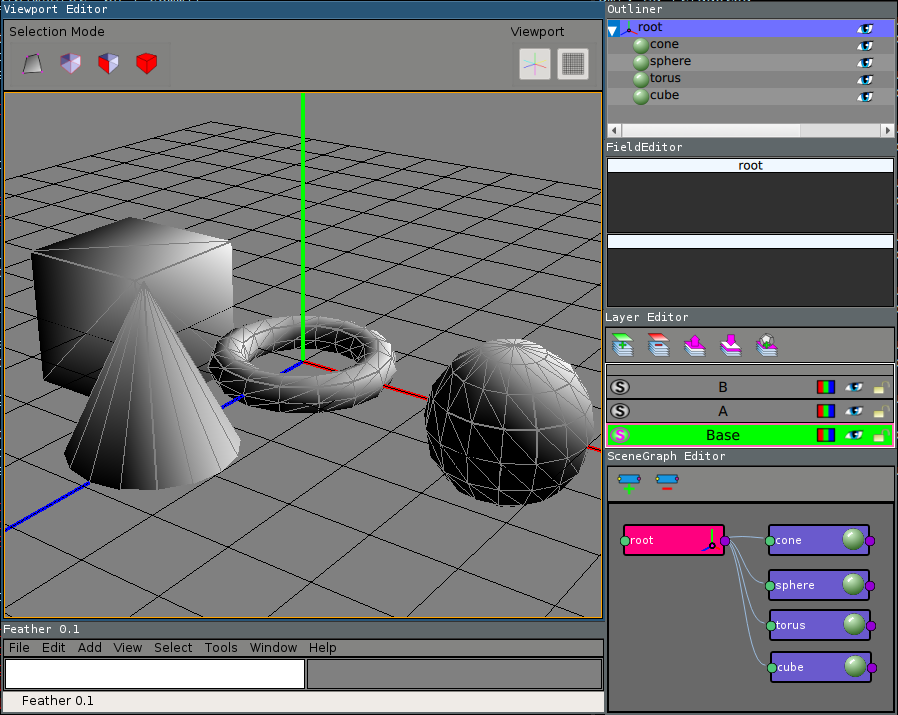 Viewport Editor
Selection Mode
Viewport
Feather 0.1
File Edit Add View Select Tools Window Help
Feather 0.1
Outliner
root
cone
sphere
torus
cube
FieldEditor
root
Layer Editor
S B
S A
S Base
SceneGraph Editor
root
cone
sphere
torus
cube